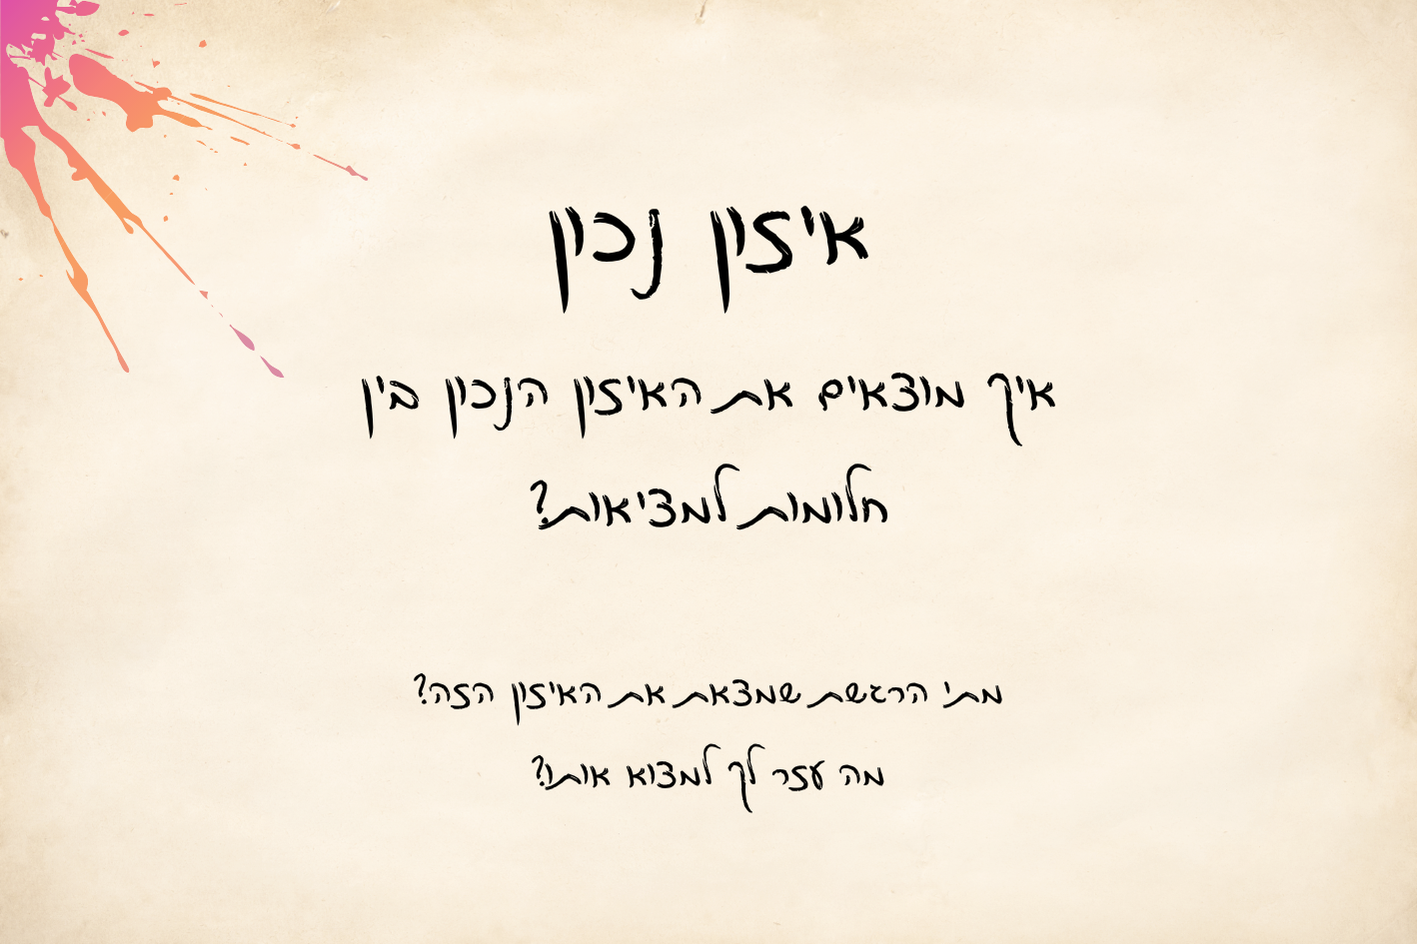 איזון נכון
איך מוצאים את האיזון הנכון בין
חלומות למציאות?
מתי הרגשת שמצאת את האיזון הזה?
מה עזר לך למצוא אותו?